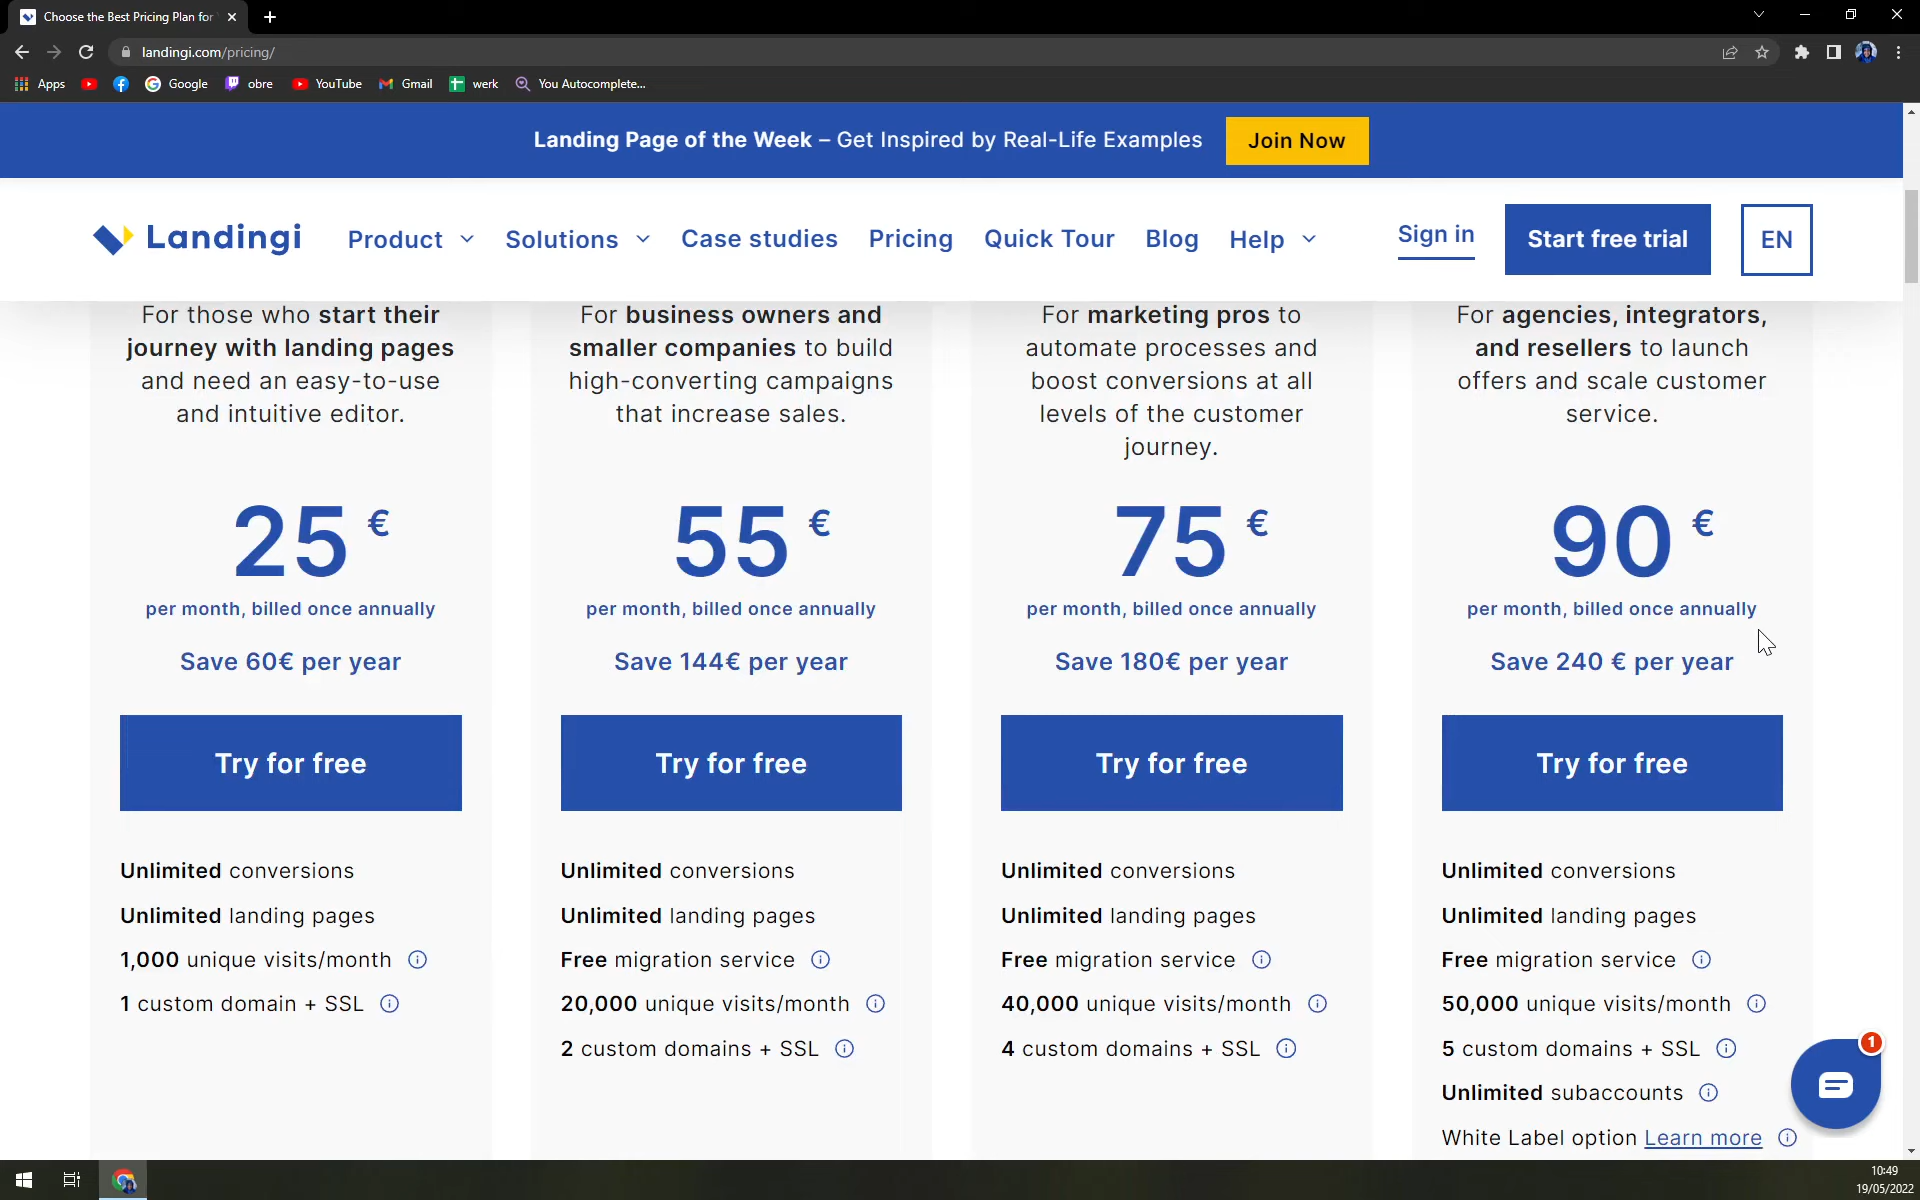 Choose the Best Pricing Plan for
landingi.com/pricing/
Apps
Google
obre
YouTube
Gmail
werk
You Autocomplete...
Landing Page of the Week – Get Inspired by Real-Life Examples
Join Now
Landingi
Product
Solutions
Case studies
Pricing
Quick Tour
Blog
Help
Sign in
Start free trial
EN
For those who start their
journey with landing pages
and need an easy-to-use
and intuitive editor.
25 €
per month, billed once annually
Save 60€ per year
Try for free
Unlimited conversions
Unlimited landing pages
1,000 unique visits/month
1 custom domain + SSL
For business owners and
smaller companies to build
high-converting campaigns
that increase sales.
55 €
per month, billed once annually
Save 144€ per year
Try for free
Unlimited conversions
Unlimited landing pages
Free migration service
20,000 unique visits/month
2 custom domains + SSL
For marketing pros to
automate processes and
boost conversions at all
levels of the customer
journey.
75 €
per month, billed once annually
Save 180€ per year
Try for free
Unlimited conversions
Unlimited landing pages
Free migration service
40,000 unique visits/month
4 custom domains + SSL
For agencies, integrators,
and resellers to launch
offers and scale customer
service.
90 €
per month, billed once annually
Save 240 € per year
Try for free
Unlimited conversions
Unlimited landing pages
Free migration service
50,000 unique visits/month
5 custom domains + SSL
Unlimited subaccounts
White Label option Learn more
1
10:49
19/05/2022